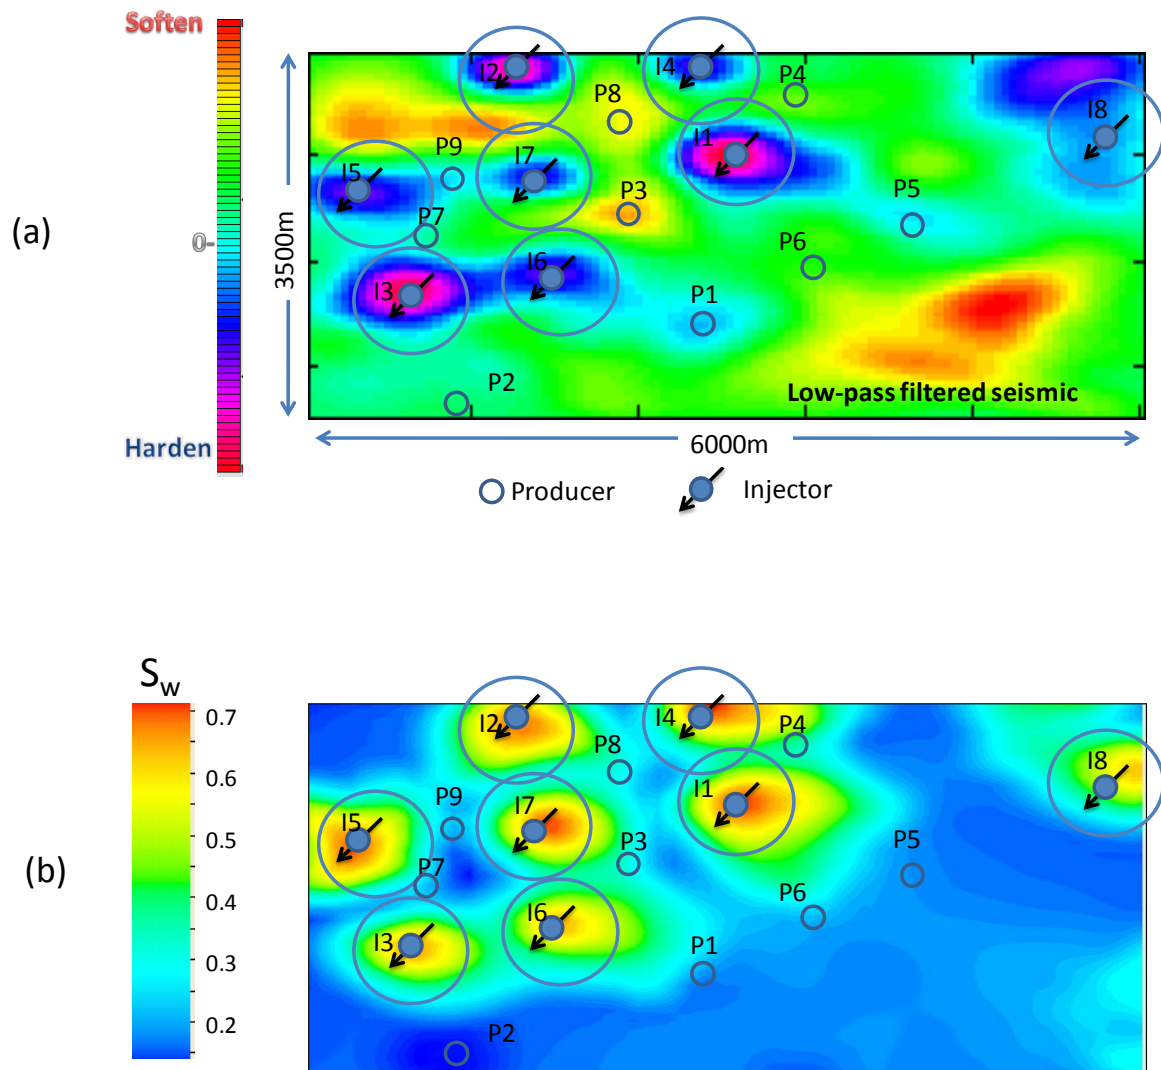 Soften
I2
I4
P4
P8
I8
I1
P9
I7
I5
P3
P5
(a)
P7
0-
3500m
P6
I6
I3
P1
P2
Low-pass filtered seismic
Harden
6000m
Producer
Injector
Sw
0.7
I2
I4
P4
P8
0.6
I8
I1
P9
I7
0.5
I5
P3
P5
(b)
P7
0.4
P6
I6
I3
P1
0.3
0.2
P2